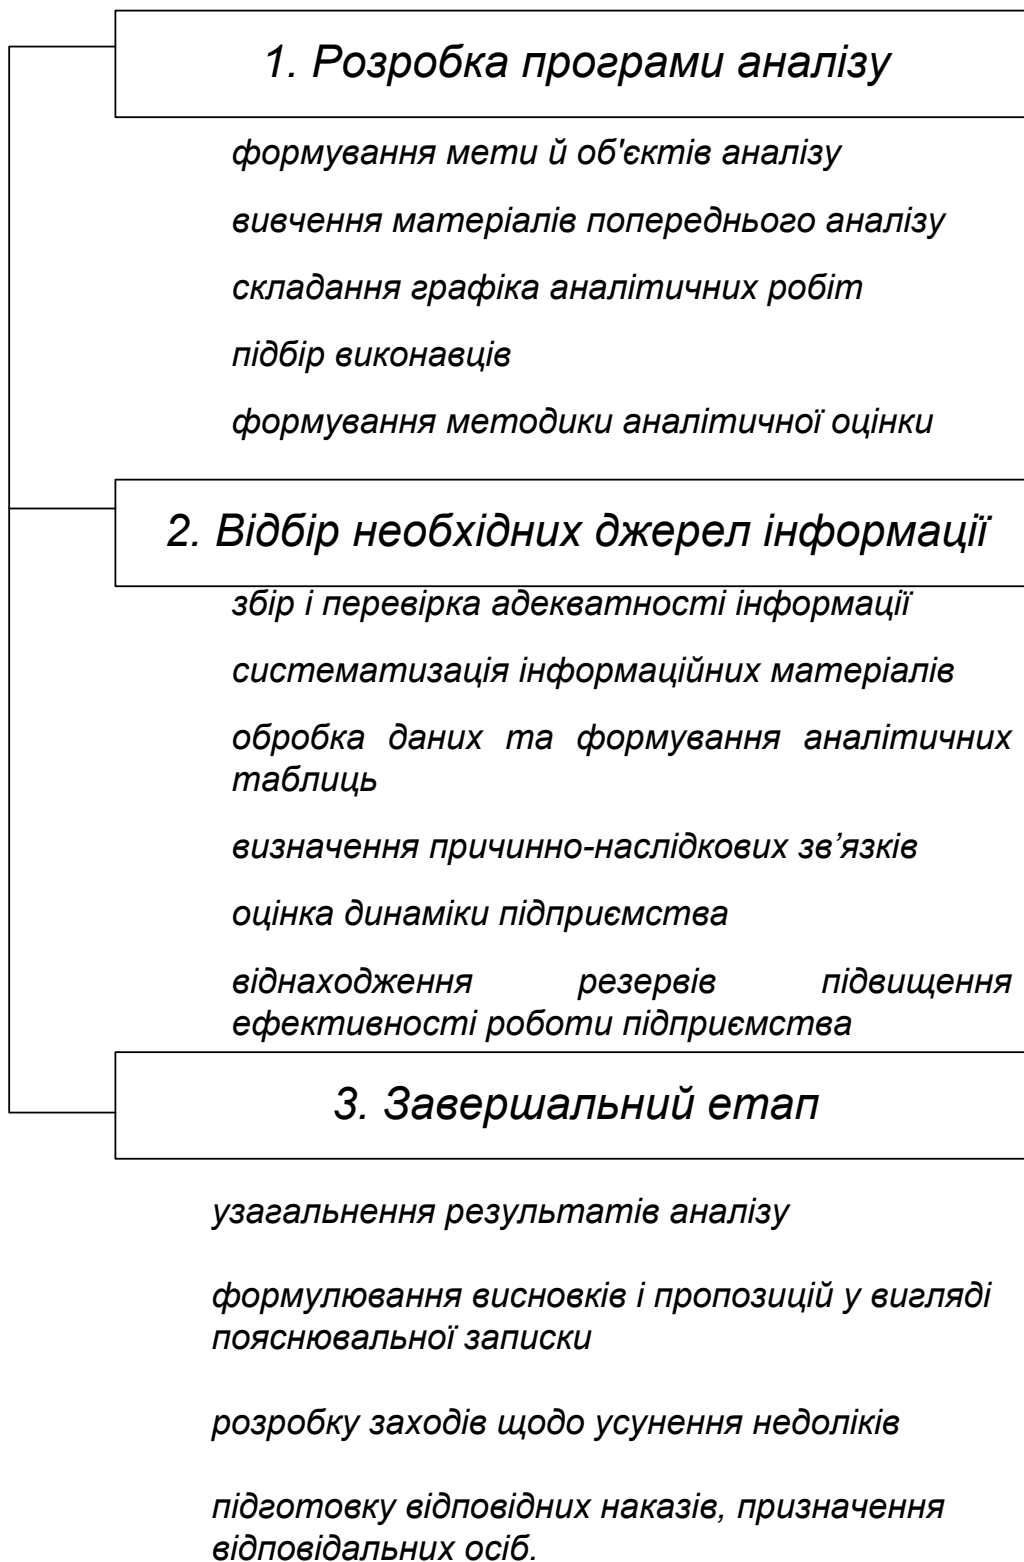 1. Розробка програми аналізу
формування мети й об'єктів аналізу
вивчення матеріалів попереднього аналізу
складання графіка аналітичних робіт
підбір виконавців
формування методики аналітичної оцінки
2. Відбір необхідних джерел інформації
збір і перевірка адекватності інформації
систематизація інформаційних матеріалів
обробка даних та формування аналітичних
таблиць
визначення причинно-наслідкових зв’язків
оцінка динаміки підприємства
віднаходження резервів підвищення
ефективності роботи підприємства
3. Завершальний етап
узагальнення результатів аналізу
формулювання висновків і пропозицій у вигляді
пояснювальної записки
розробку заходів щодо усунення недоліків
підготовку відповідних наказів, призначення
відповідальних осіб.